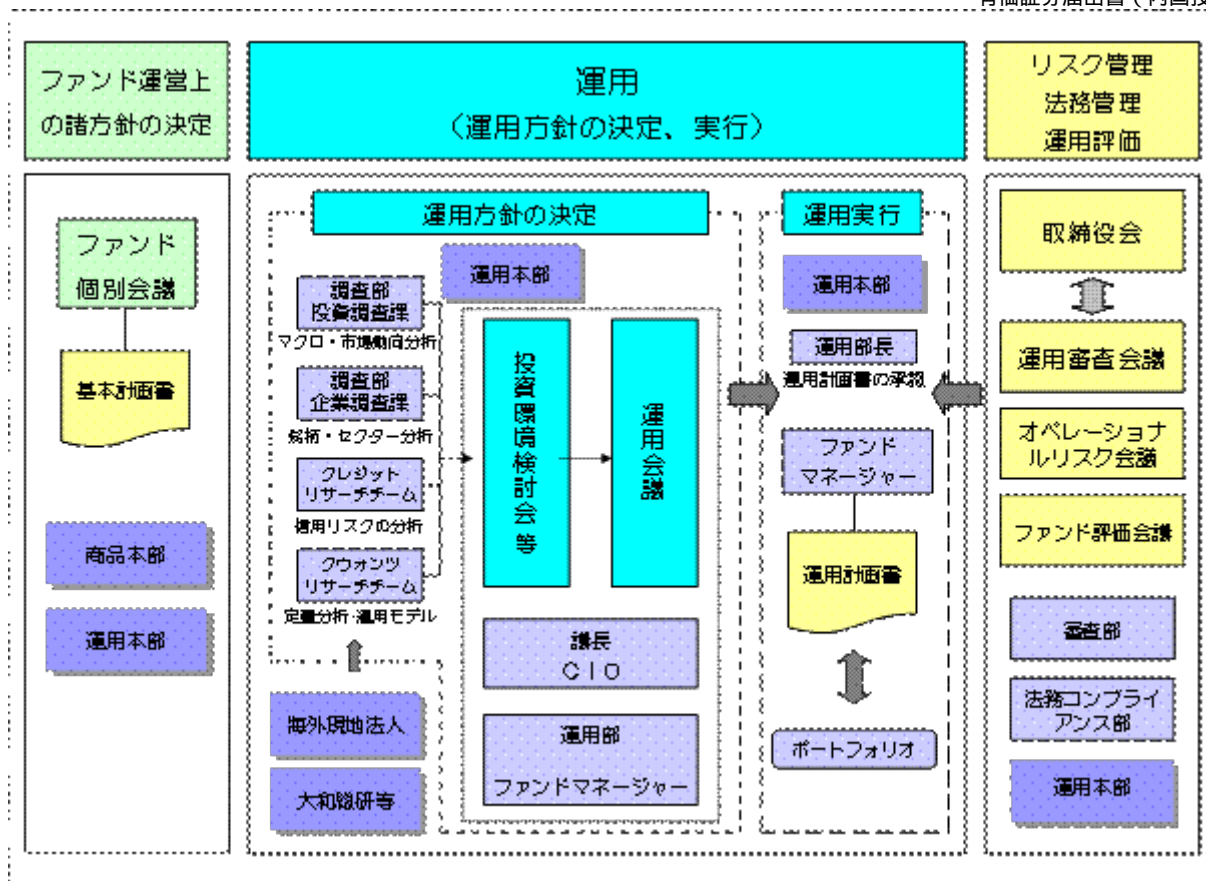 ファンド運営上
の諸方針の決定
運用
（運用方針の決定、実行）
リスク管理
法務管理
運用評価
ファンド
個別会議
基本計画書
商品本部
運用本部
運用方針の決定
運用本部
調査部
投資調査課
マクロ・市場動向分析
調査部
企業調査課
銘柄・セクター分析
クレジット
リサーチチーム
信用リスクの分析
クウォンツ
リサーチチーム
定量分析・運用モデル
海外現地法人
大和総研等
投資環境検討会等
運用会議
議長
ＣＩＯ
運用部
ファンドマネージャー
運用実行
運用本部
運用部長
運用計画書の承認
ファンド
マネージャー
運用計画書
ポートフォリオ
取締役会
運用審査会議
オペレーショナ
ルリスク会議
ファンド評価会議
審査部
法務コンプライ
アンス部
運用本部